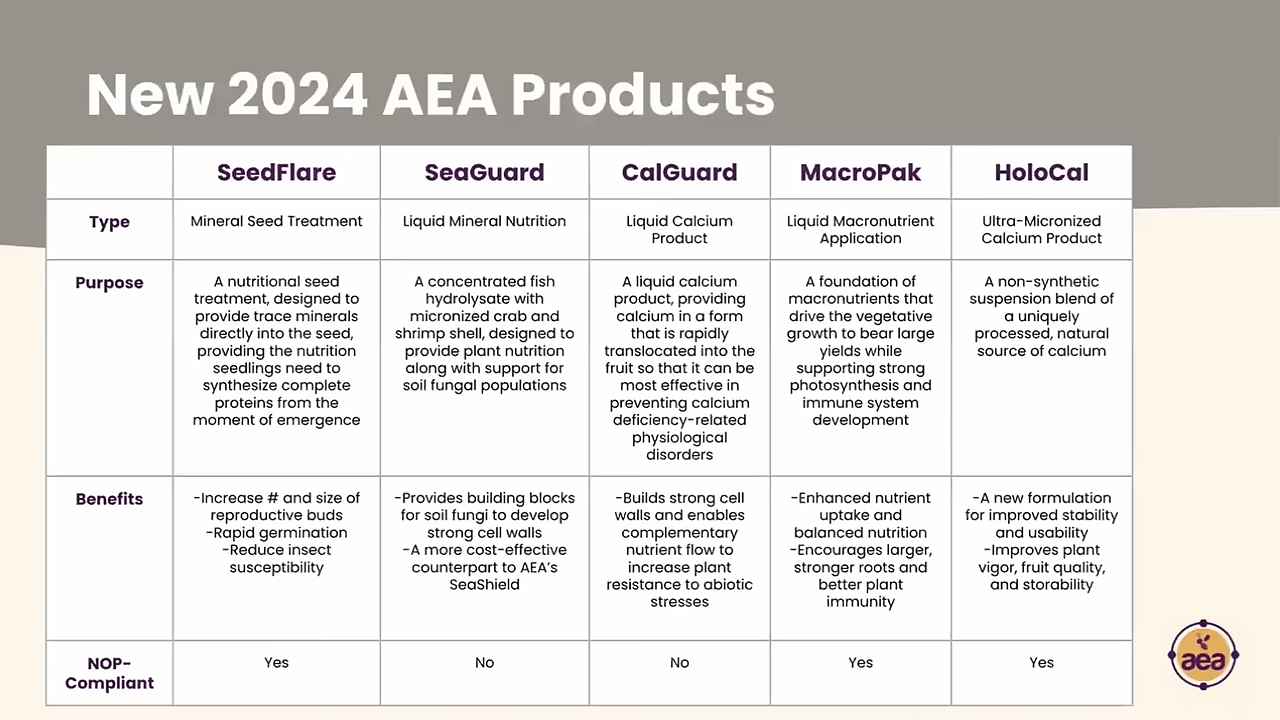 New 2024 AEA Products
SeedFlare
SeaGuard
CalGuard
MacroPak
HoloCal
Type
Mineral Seed Treatment
Liquid Mineral Nutrition
Liquid Calcium
Product
Liquid Macronutrient
Application
Ultra-Micronized
Calcium Product
Purpose
A nutritional seed
treatment, designed to
provide trace minerals
directly into the seed,
providing the nutrition
seedlings need to
synthesize complete
proteins from the
moment of emergence
A concentrated fish
hydrolysate with
micronized crab and
shrimp shell, designed to
provide plant nutrition
along with support for
soil fungal populations
A liquid calcium
product, providing
calcium in a form
that is rapidly
translocated into the
fruit so that it can be
most effective in
preventing calcium
deficiency-related
physiological
disorders
A foundation of
macronutrients that
drive the vegetative
growth to bear large
yields while
supporting strong
photosynthesis and
immune system
development
A non-synthetic
suspension blend of
a uniquely
processed, natural
source of calcium
Benefits
-Increase # and size of
reproductive buds
-Rapid germination
-Reduce insect
susceptibility
-Provides building blocks
for soil fungi to develop
strong cell walls
-A more cost-effective
counterpart to AEA's
SeaShield
-Builds strong cell
walls and enables
complementary
nutrient flow to
increase plant
resistance to abiotic
stresses
-Enhanced nutrient
uptake and
balanced nutrition
-Encourages larger,
stronger roots and
better plant
immunity
-A new formulation
for improved stability
and usability
-Improves plant
vigor, fruit quality,
and storability
NOP-
Compliant
Yes
No
No
Yes
Yes
aea